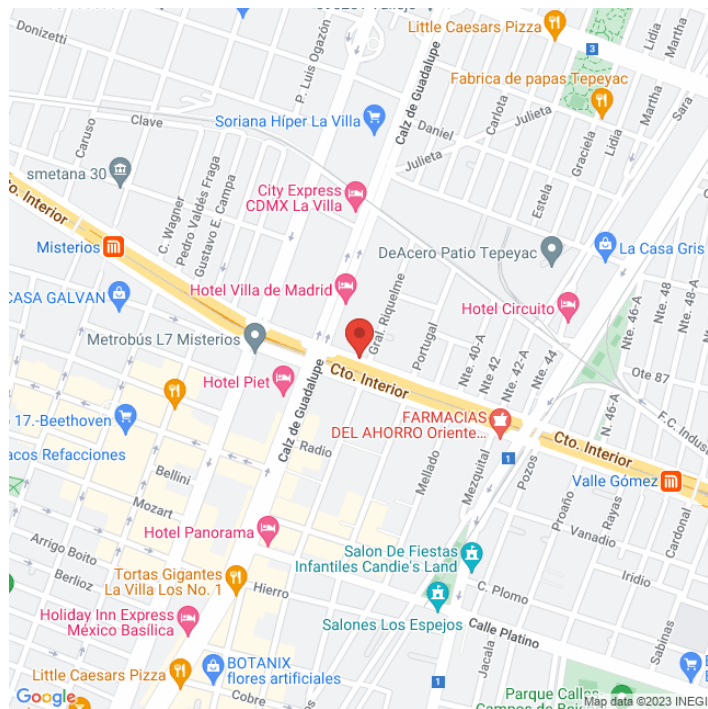 Donizetti
P. Luis Ogazón
Little Caesars Pizza
3
Lidia
Martha
Fabrica de papas Tepeyac
Calz de Guadalupe
Caruso
Clave
Soriana Híper La Villa
Daniel
Carlota
Julieta
Julieta
Graciela
Lidia
Martha
Sara
smetana 30
Cto. Interior
C. Wagner
Pedro Valdés Fraga
Gustavo E. Campa
City Express
CDMX La Villa
Estela
Misterios
DeAcero Patio Tepeyac
La Casa Gris
CASA GALVAN
Hotel Villa de Madrid
Gral. Riquelme
Hotel Circuito
Nte. 46-A
Nte. 48
Nte. 48-A
Metrobús L7 Misterios
Portugal
Nte. 40-A
Nte 42
Nte. 42-A
Nte. 44
Ote 87
Hotel Piet
Calz de Guadalupe
Cto. Interior
17.-Beethoven
FARMACIAS
DEL AHORRO Oriente...
N. 46-A
F.C. Indust
Cto. Interior
acos Refacciones
Radio
Bellini
Mellado
Mezquital
1
Pozos
Valle Gómez
Mozart
Proaño
Rayas
Cardonal
Hotel Panorama
Vanadio
Arrigo Boito
Salon De Fiestas
Infantiles Candie's Land
Iridio
Berlioz
Tortas Gigantes
La Villa Los No. 1
Hierro
C. Plomo
Holiday Inn Express
México Basílica
Salones Los Espejos
Calle Platino
Jacala
Sabinas
Little Caesars Pizza
BOTANIX
flores artificiales
1
Cobre
Parque Calles
Google
Map data ©2023 INEGI